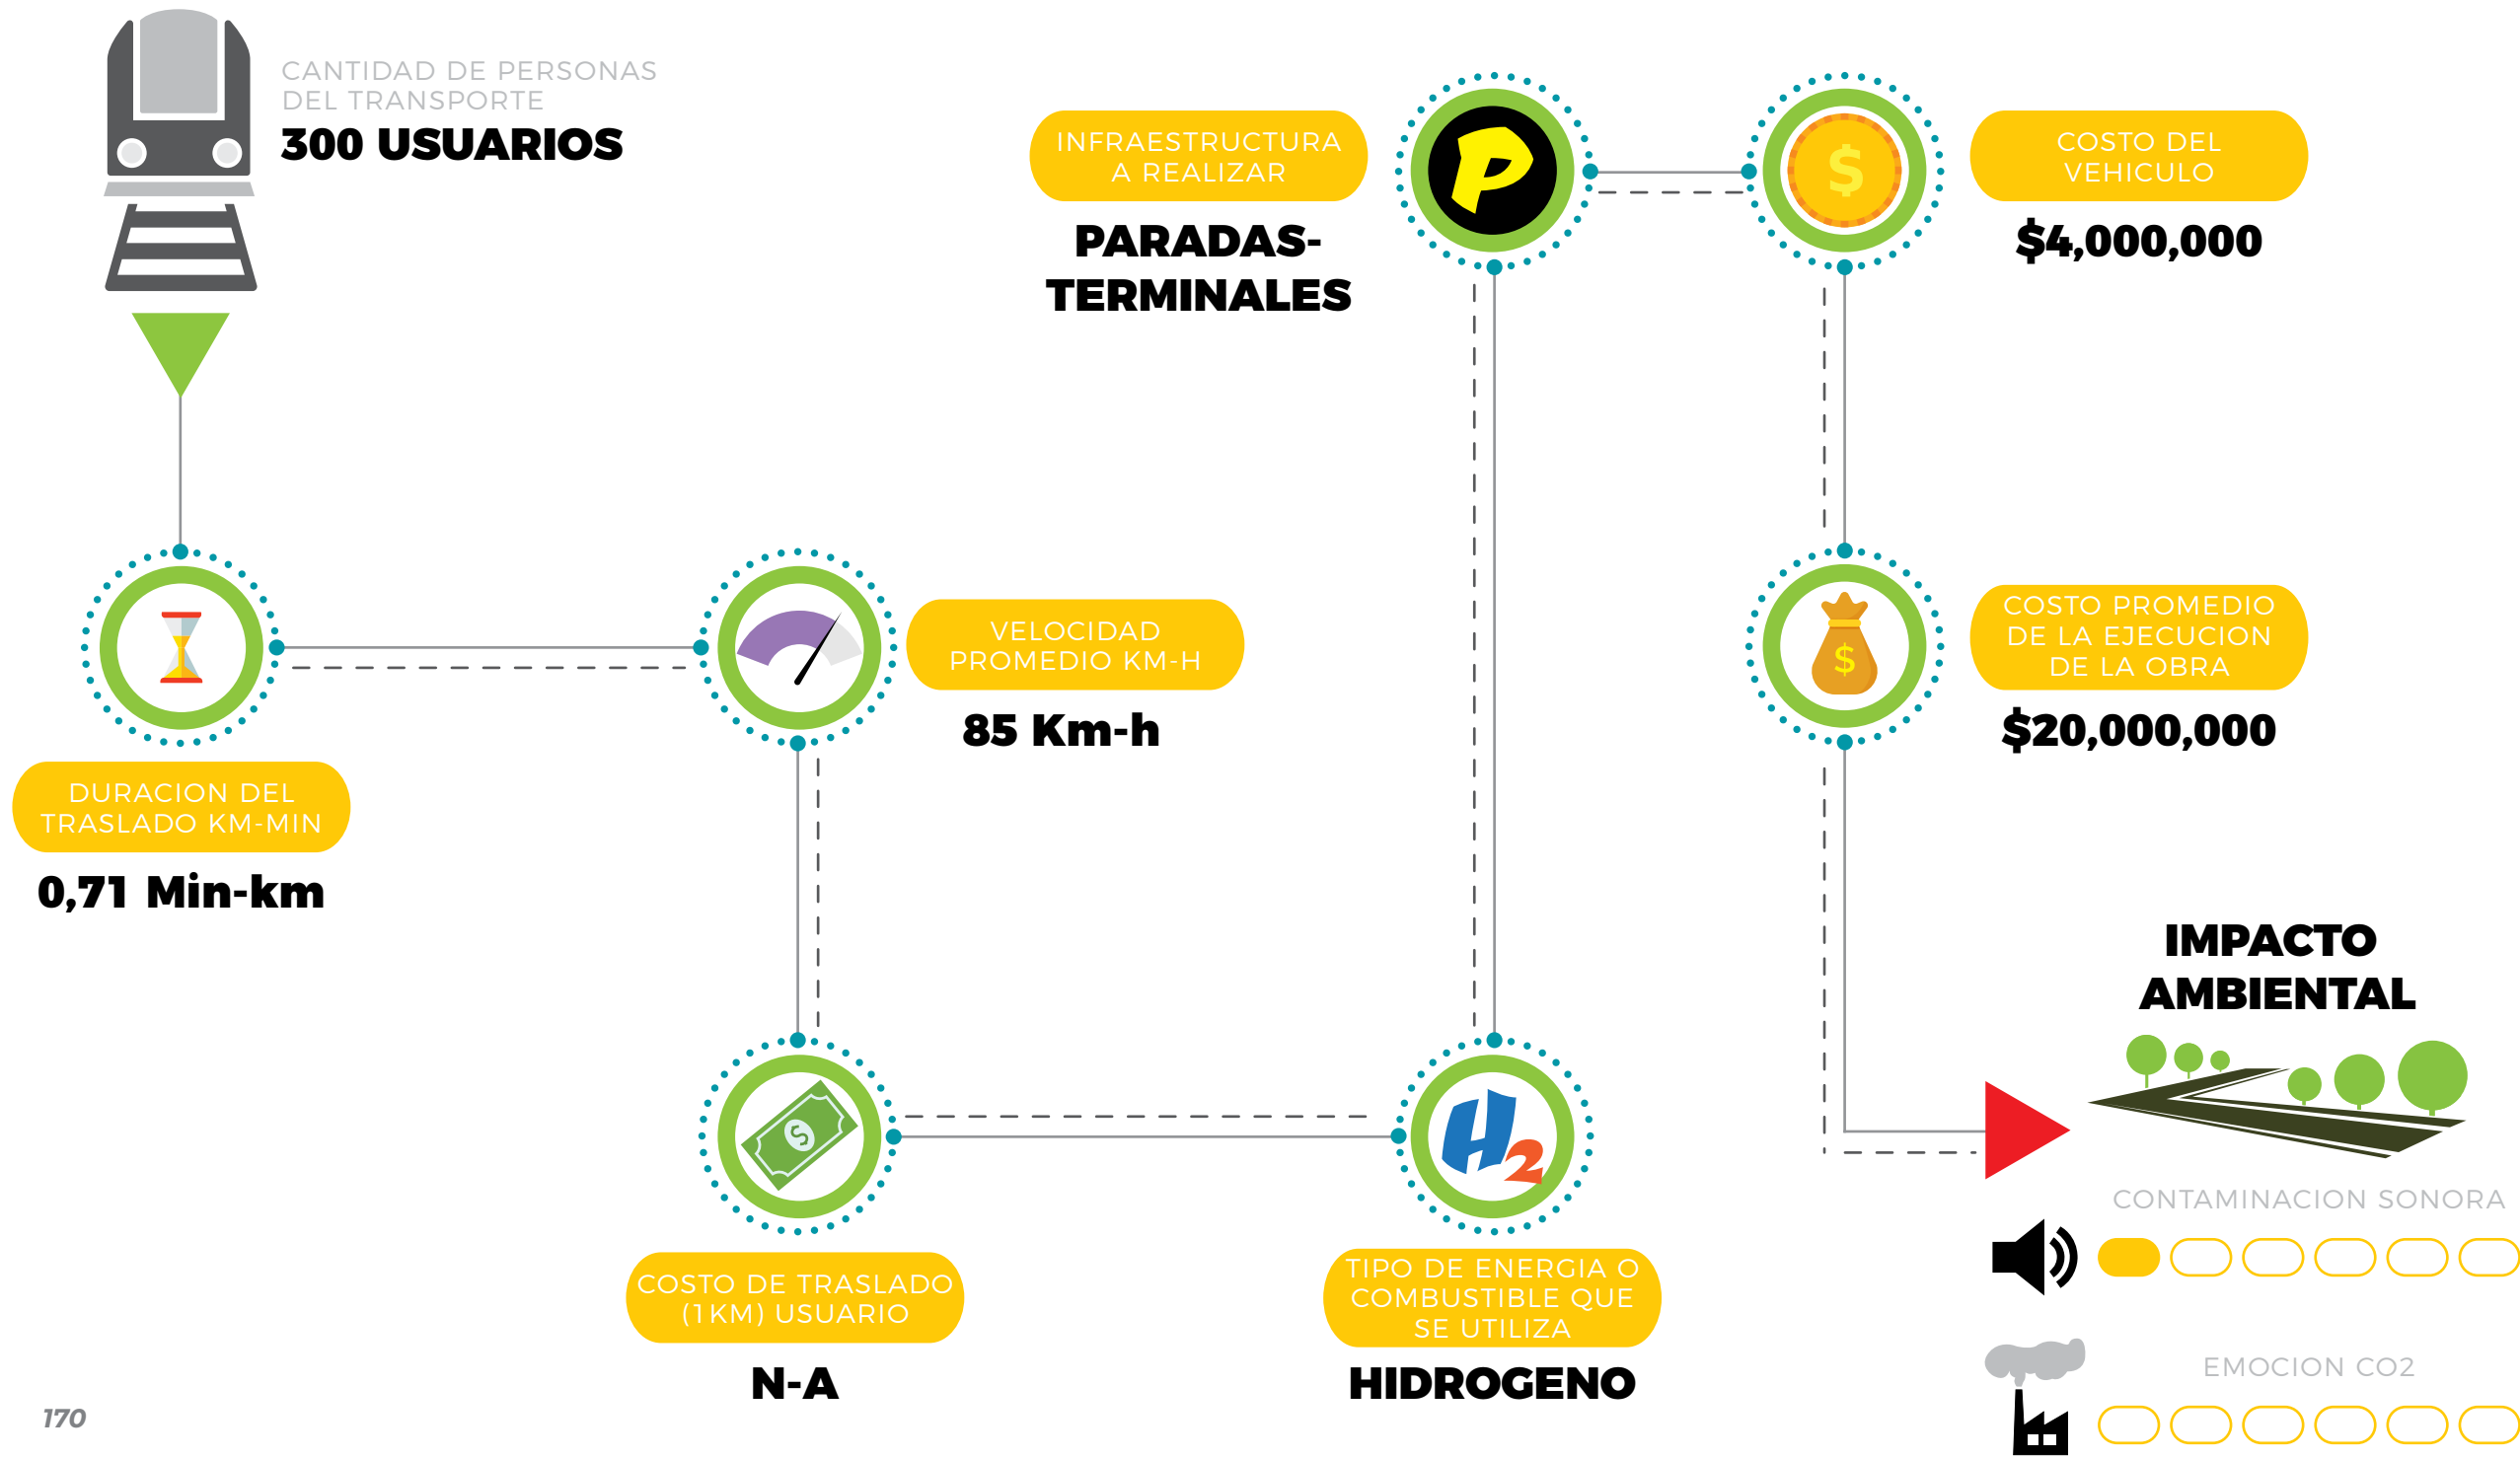 CANTIDAD DE PERSONAS
DEL TRANSPORTE
300 USUARIOS
DURACION DEL
TRASLADO KM-MIN
0,71 Min-km
VELOCIDAD
PROMEDIO KM-H
85 Km-h
$
COSTO DE TRASLADO
(1KM) USUARIO
N-A
H2
TIPO DE ENERGIA O
COMBUSTIBLE QUE
SE UTILIZA
HIDROGENO
P
INFRAESTRUCTURA
A REALIZAR
PARADAS-
TERMINALES
$
COSTO DEL
VEHICULO
$4,000,000
$
COSTO PROMEDIO
DE LA EJECUCION
DE LA OBRA
$20,000,000
IMPACTO
AMBIENTAL
CONTAMINACION SONORA
EMOCION CO2
170